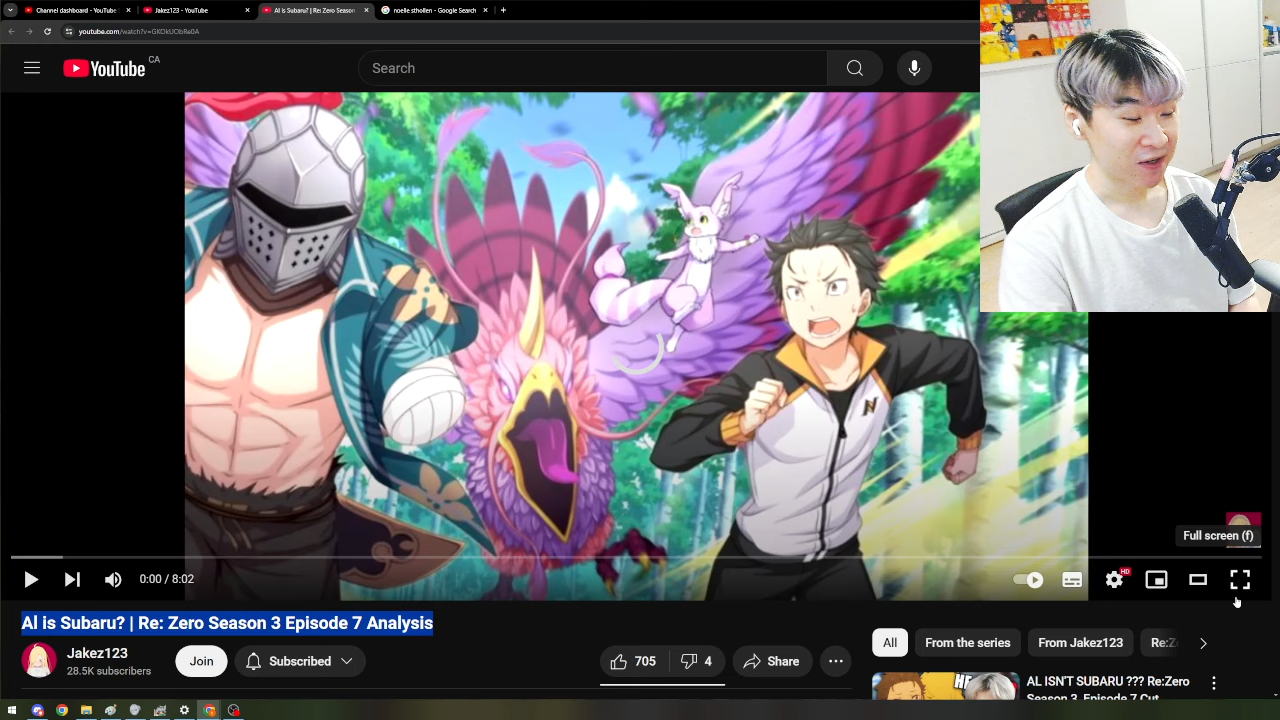 Channel dashboard - YouTube
Jakez123 - YouTube
Al is Subaru? | Re: Zero Season
noelle sthollen - Google Search
youtube.com/watch?v=GKOkUObRe0A
YouTube CA
Search
N
Full screen (f)
0:00 / 8:02
HD
Al is Subaru? | Re: Zero Season 3 Episode 7 Analysis
Jakez123
28.5K subscribers
Join
Subscribed
705
4
Share
All
From the series
From Jakez123
Re:Z
HE
AL ISN'T SUBARU ??? Re:Zero
Season 3 Episode 7 Cut